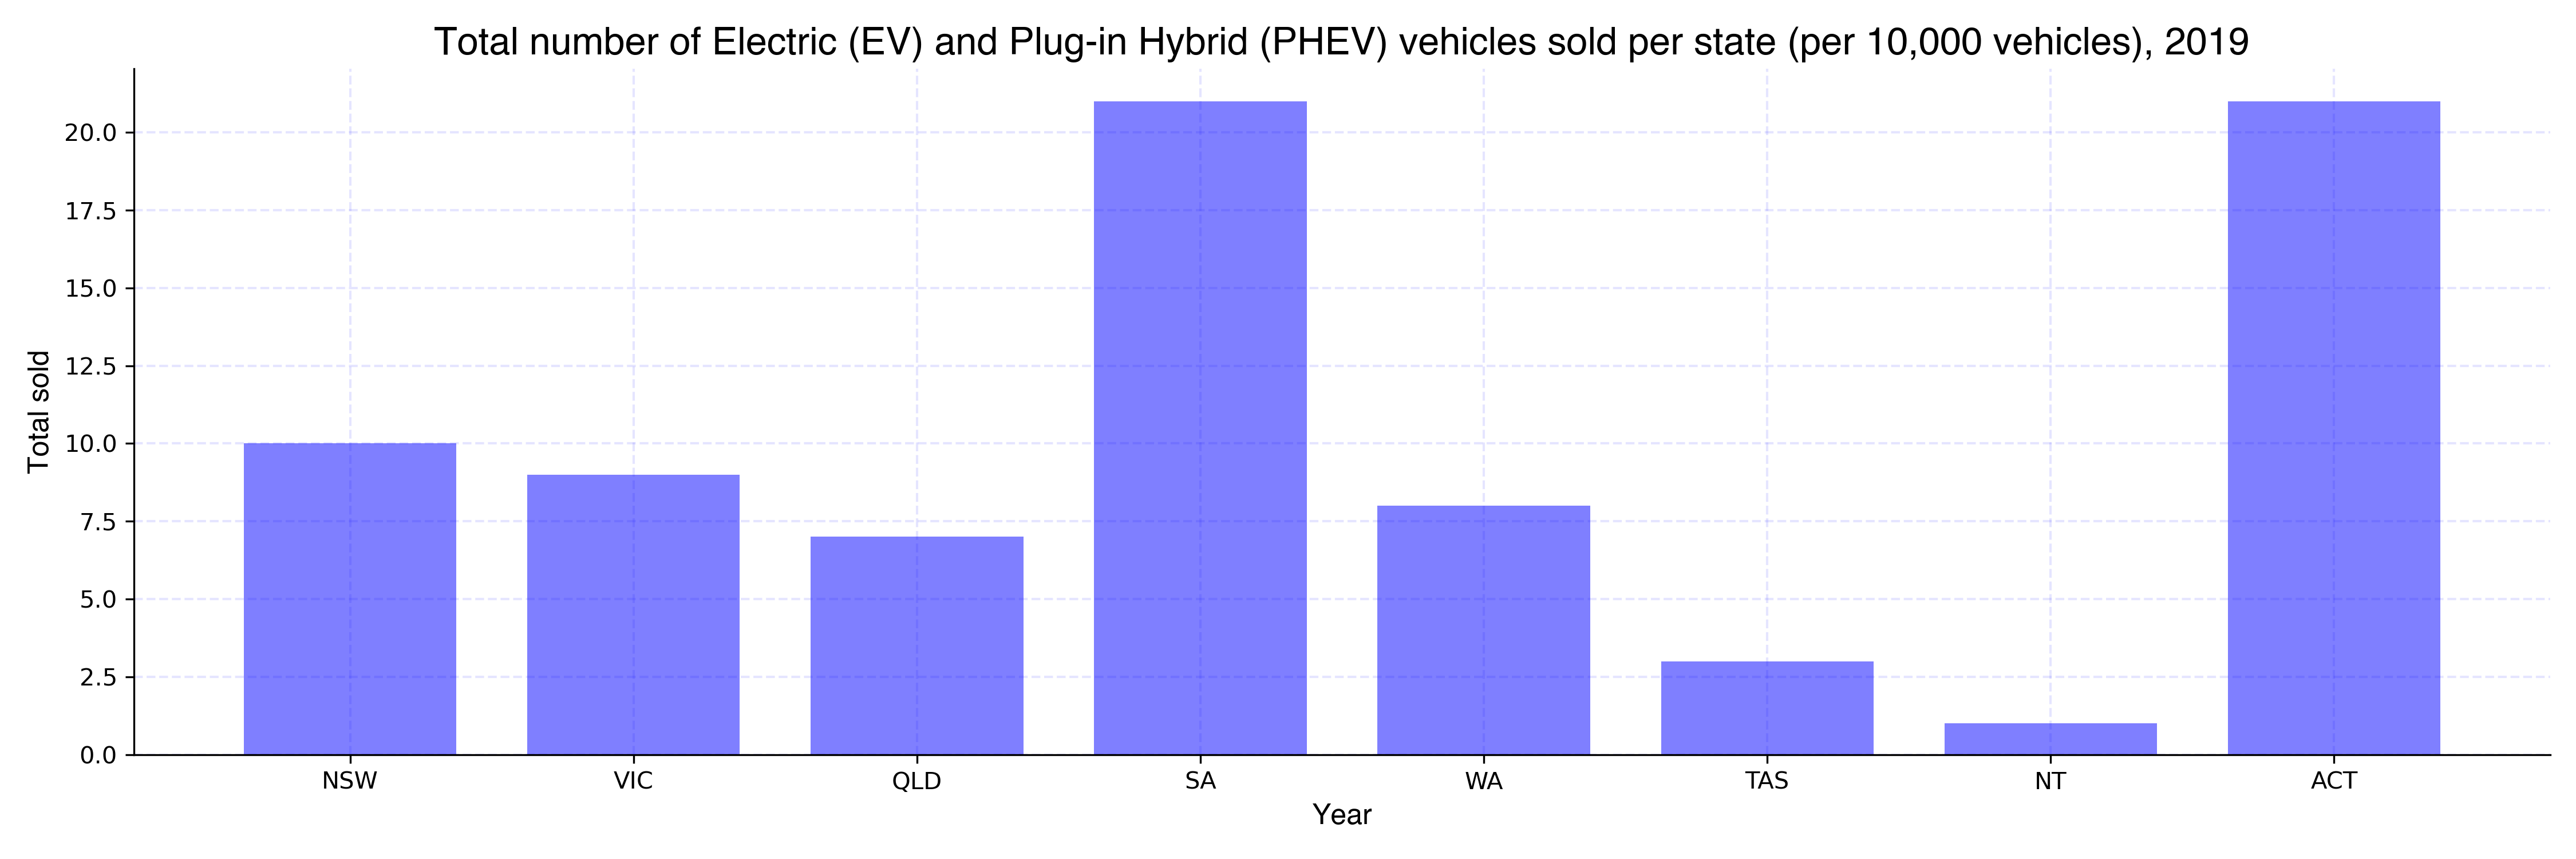 Total number of Electric (EV) and Plug-in Hybrid (PHEV) vehicles sold per state (per 10,000 vehicles), 2019
Total sold
20.0
17.5
15.0
12.5
10.0
7.5
5.0
2.5
0.0
NSW VIC QLD SA WA TAS NT ACT
Year